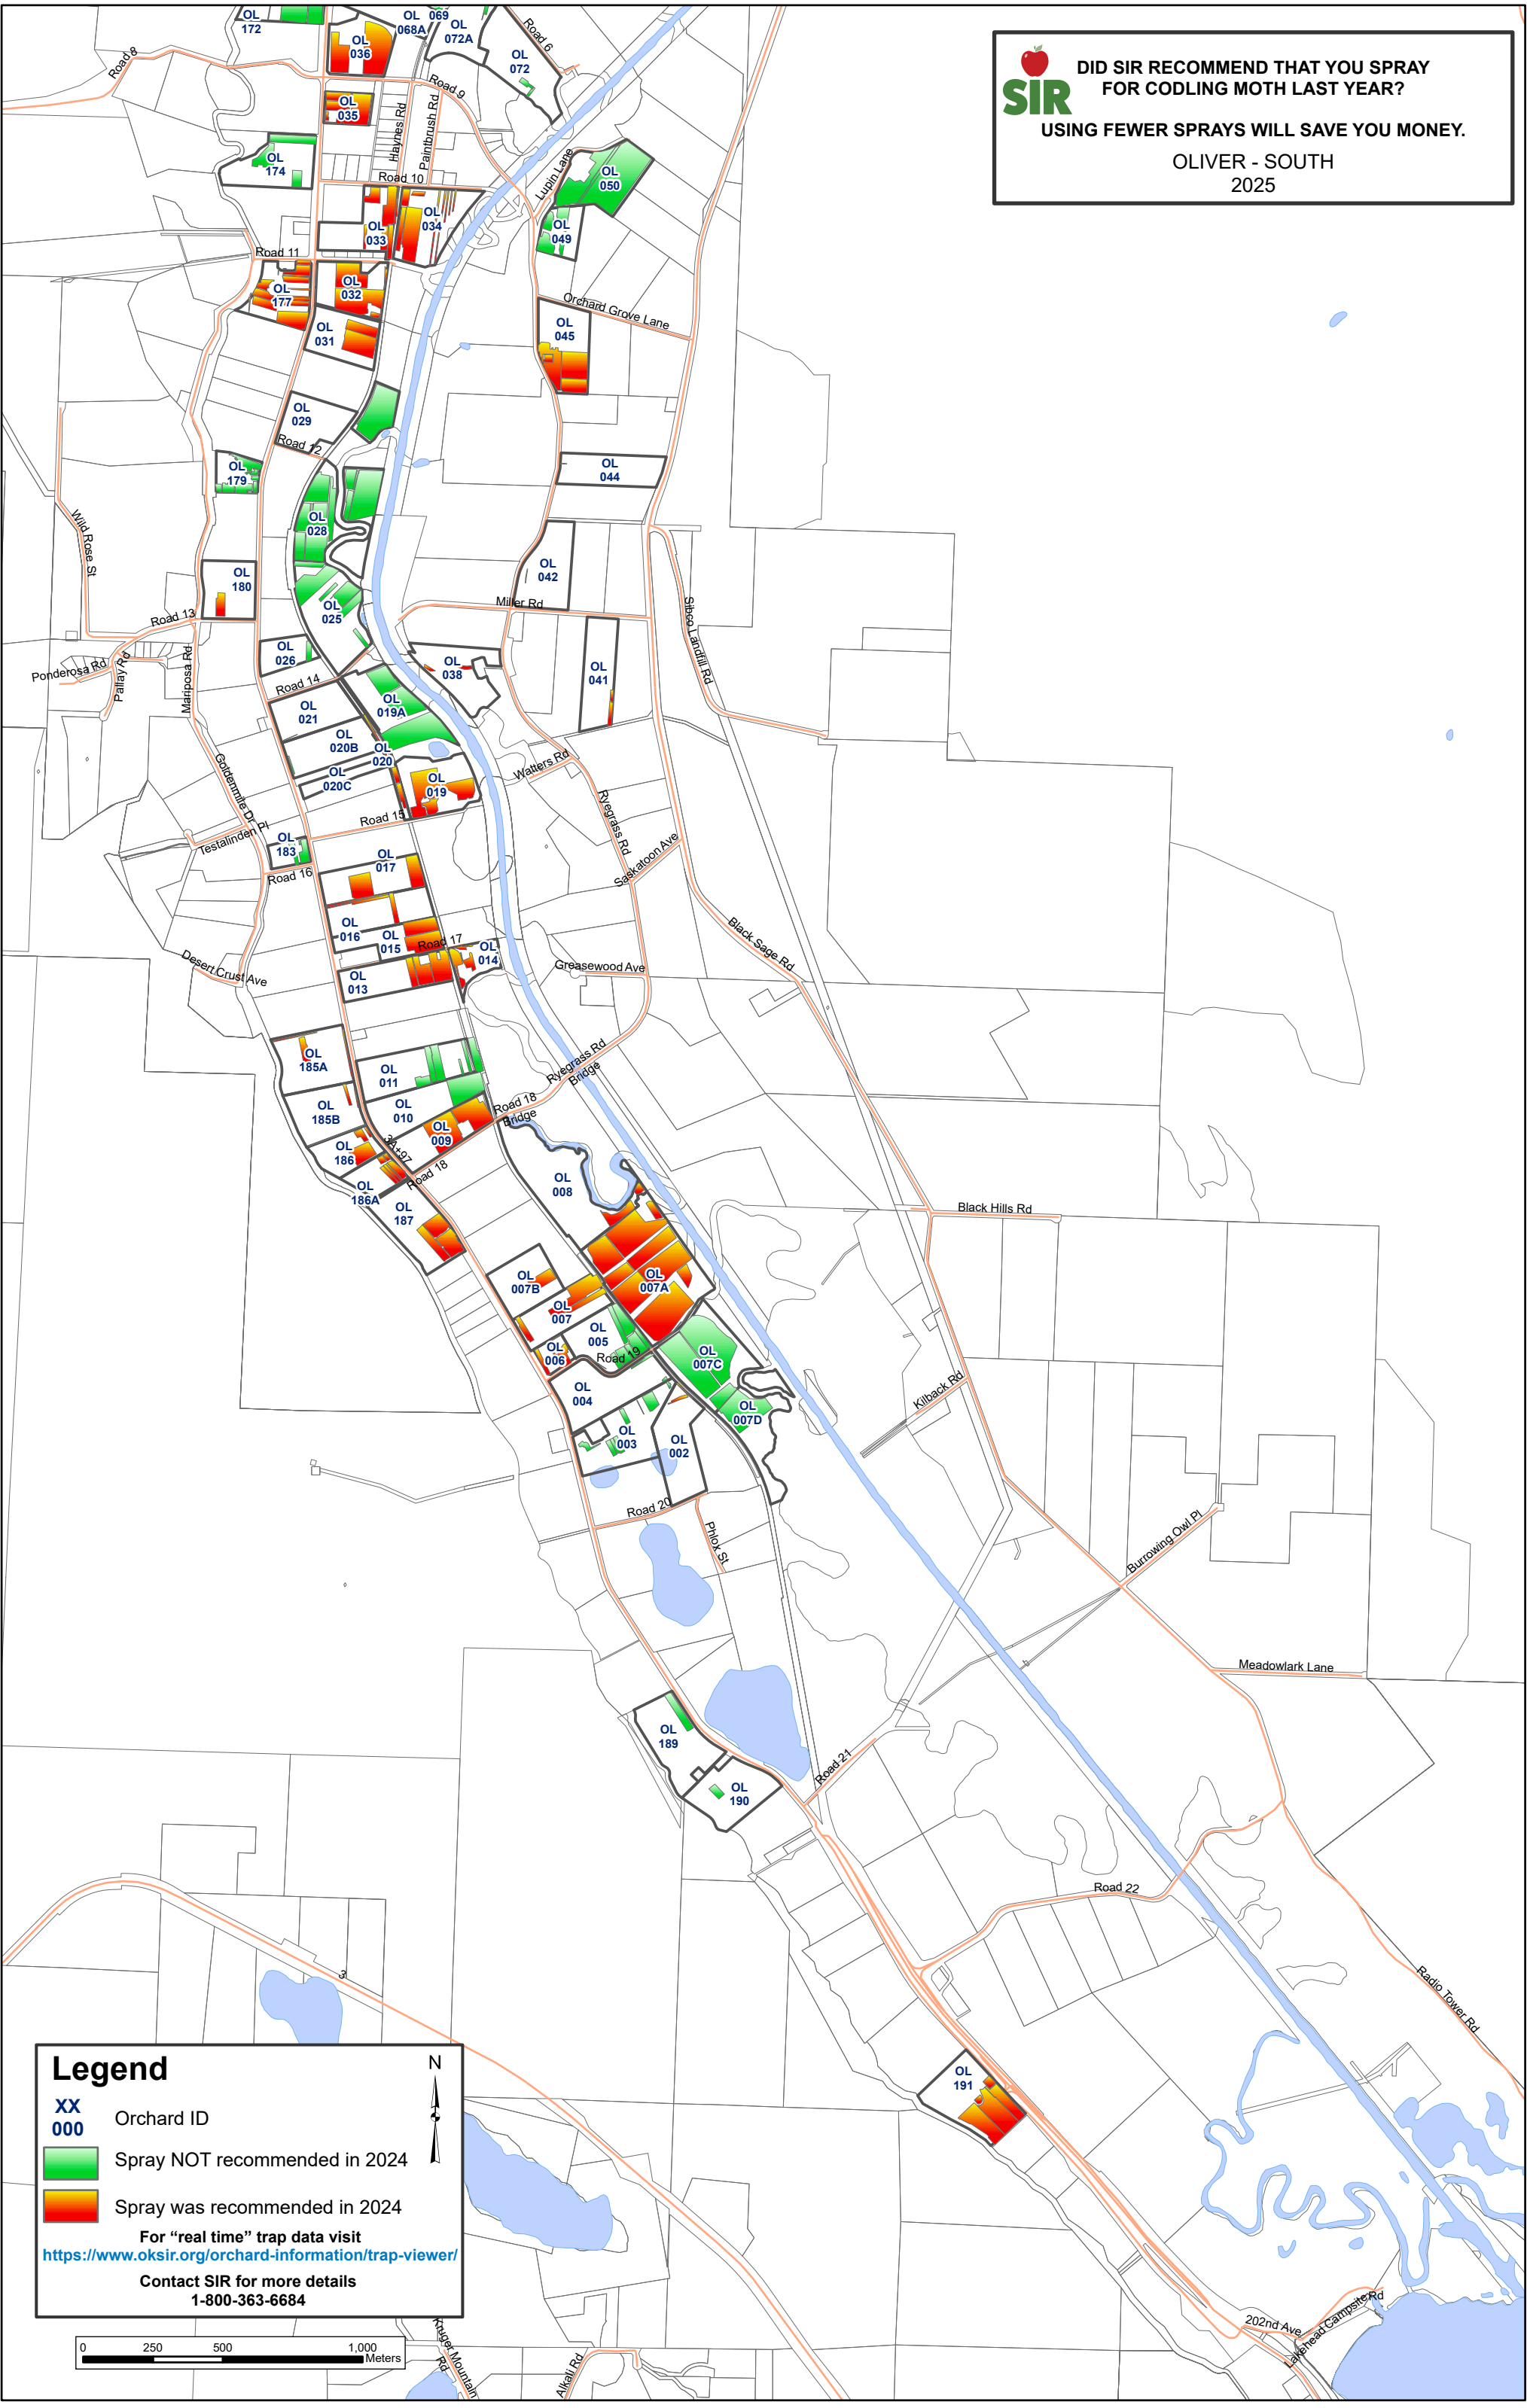 SIR
DID SIR RECOMMEND THAT YOU SPRAY
FOR CODLING MOTH LAST YEAR?
USING FEWER SPRAYS WILL SAVE YOU MONEY.
OLIVER - SOUTH
2025
OL
172
OL
036
OL
068A
069
OL
072A
Road 6
OL
072
Road 8
Road 9
OL
035
Haynes Rd
Paintbrush Rd
OL
174
Road 10
Lupin Lane
OL
050
OL
033
OL
034
OL
049
Road 11
OL
177
OL
032
Orchard Grove Lane
OL
031
OL
045
OL
029
Road 12
OL
179
OL
044
Wild Rose St
OL
028
OL
180
OL
042
OL
025
Miller Rd
Sibco Landfill Rd
Road 13
OL
026
Ponderosa Rd
Pallay Rd
Mariposa Rd
OL
038
OL
041
Road 14
OL
021
OL
019A
OL
020B
OL
020
OL
020C
OL
019
Watters Rd
Goldenmile Dr
Ryegrass Rd
Testalinden Pl
Road 15
OL
183
Saskatoon Ave
Road 16
OL
017
OL
016
OL
015
Road 17
OL
014
Black Sage Rd
Desert Crust Ave
OL
013
Greasewood Ave
OL
185A
OL
011
Ryegrass Rd
Bridge
OL
185B
OL
010
Road 18
Bridge
OL
009
OL
186
3A+97
Road 18
OL
186A
OL
008
OL
187
Black Hills Rd
OL
007B
OL
007A
OL
007
OL
005
OL
006
Road 19
OL
007C
OL
004
Kilback Rd
OL
007D
OL
003
OL
002
Road 20
Phlox St
Burrowing Owl Pl
Meadowlark Lane
OL
189
Road 21
OL
190
Road 22
3
Radio Tower Rd
OL
191
Legend
N
XX
000
Orchard ID
Spray NOT recommended in 2024
Spray was recommended in 2024
For “real time” trap data visit
https://www.oksir.org/orchard-information/trap-viewer/
Contact SIR for more details
1-800-363-6684
0 250 500 1,000
Meters
Kruger Mountain
Rd
Alkali Rd
202nd Ave
Lakehead Campsite Rd